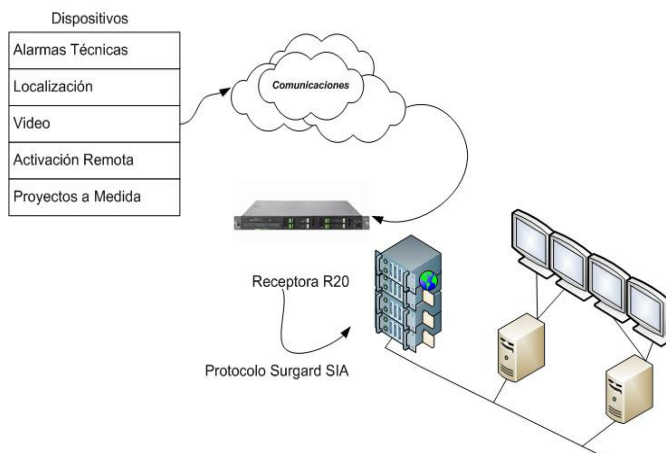 Dispositivos
Alarmas Técnicas
Localización
Video
Activación Remota
Proyectos a Medida
Comunicaciones
Receptora R20
Protocolo Surgard SIA